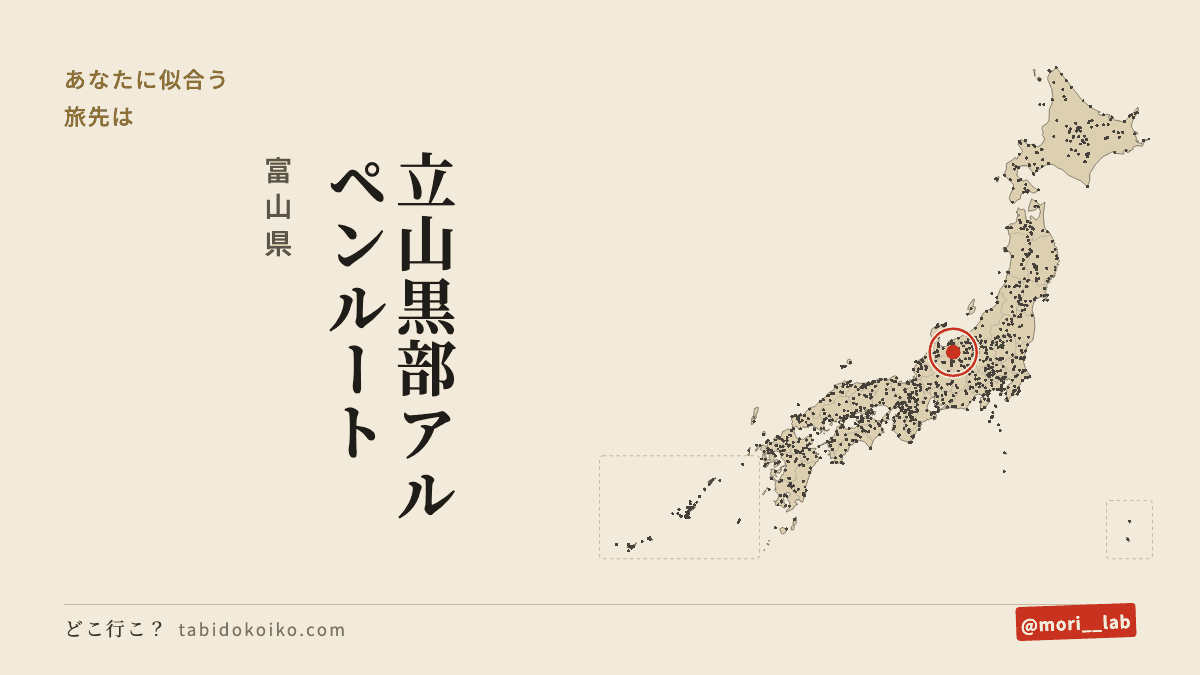 あなたに似合う
旅先は
立山黒部アル
ペンルート
富山県
どこ行こ？ tabidokoiko.com
@mori__lab